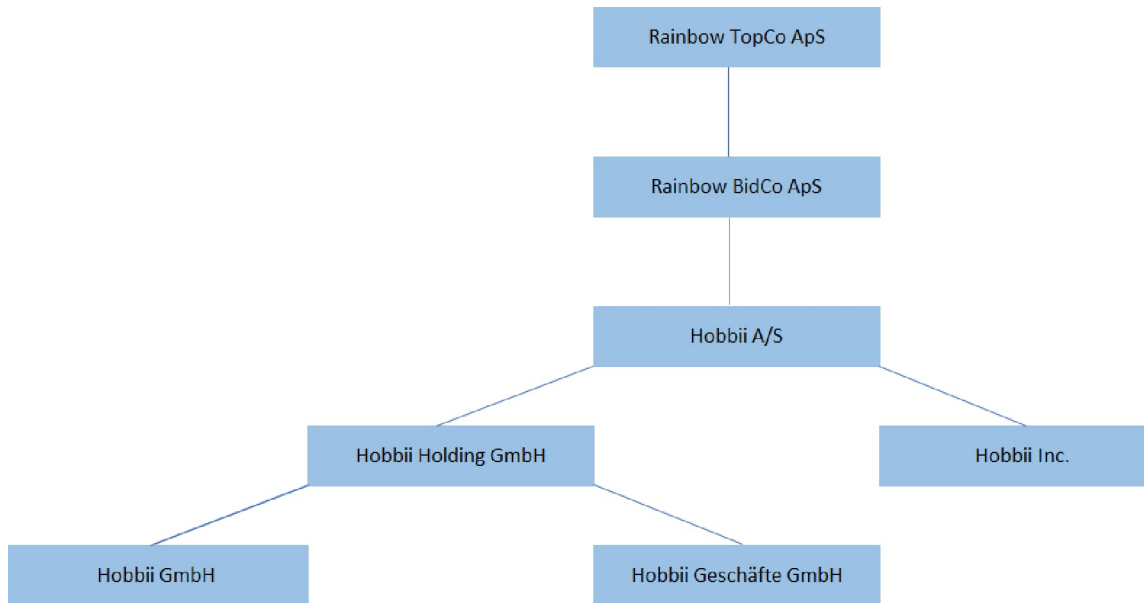 Rainbow TopCo ApS
Rainbow BidCo ApS
Hobbii A/S
Hobbii Holding GmbH
Hobbii Inc.
Hobbii GmbH
Hobbii Geschäfte GmbH